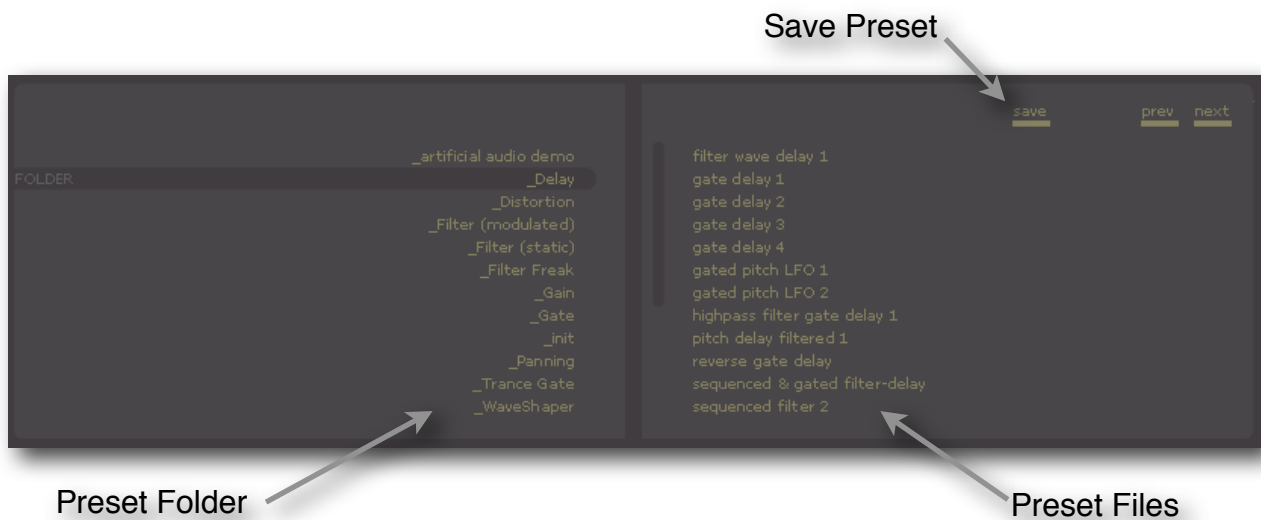 Save Preset
save prev next
_artificial audio demo
FOLDER _Delay
_Distortion
_Filter (modulated)
_Filter (static)
_Filter Freak
_Gain
_Gate
_init
_Panning
_Trance Gate
_WaveShaper
filter wave delay 1
gate delay 1
gate delay 2
gate delay 3
gate delay 4
gated pitch LFO 1
gated pitch LFO 2
highpass filter gate delay 1
pitch delay filtered 1
reverse gate delay
sequenced & gated filter-delay
sequenced filter 2
Preset Folder
Preset Files